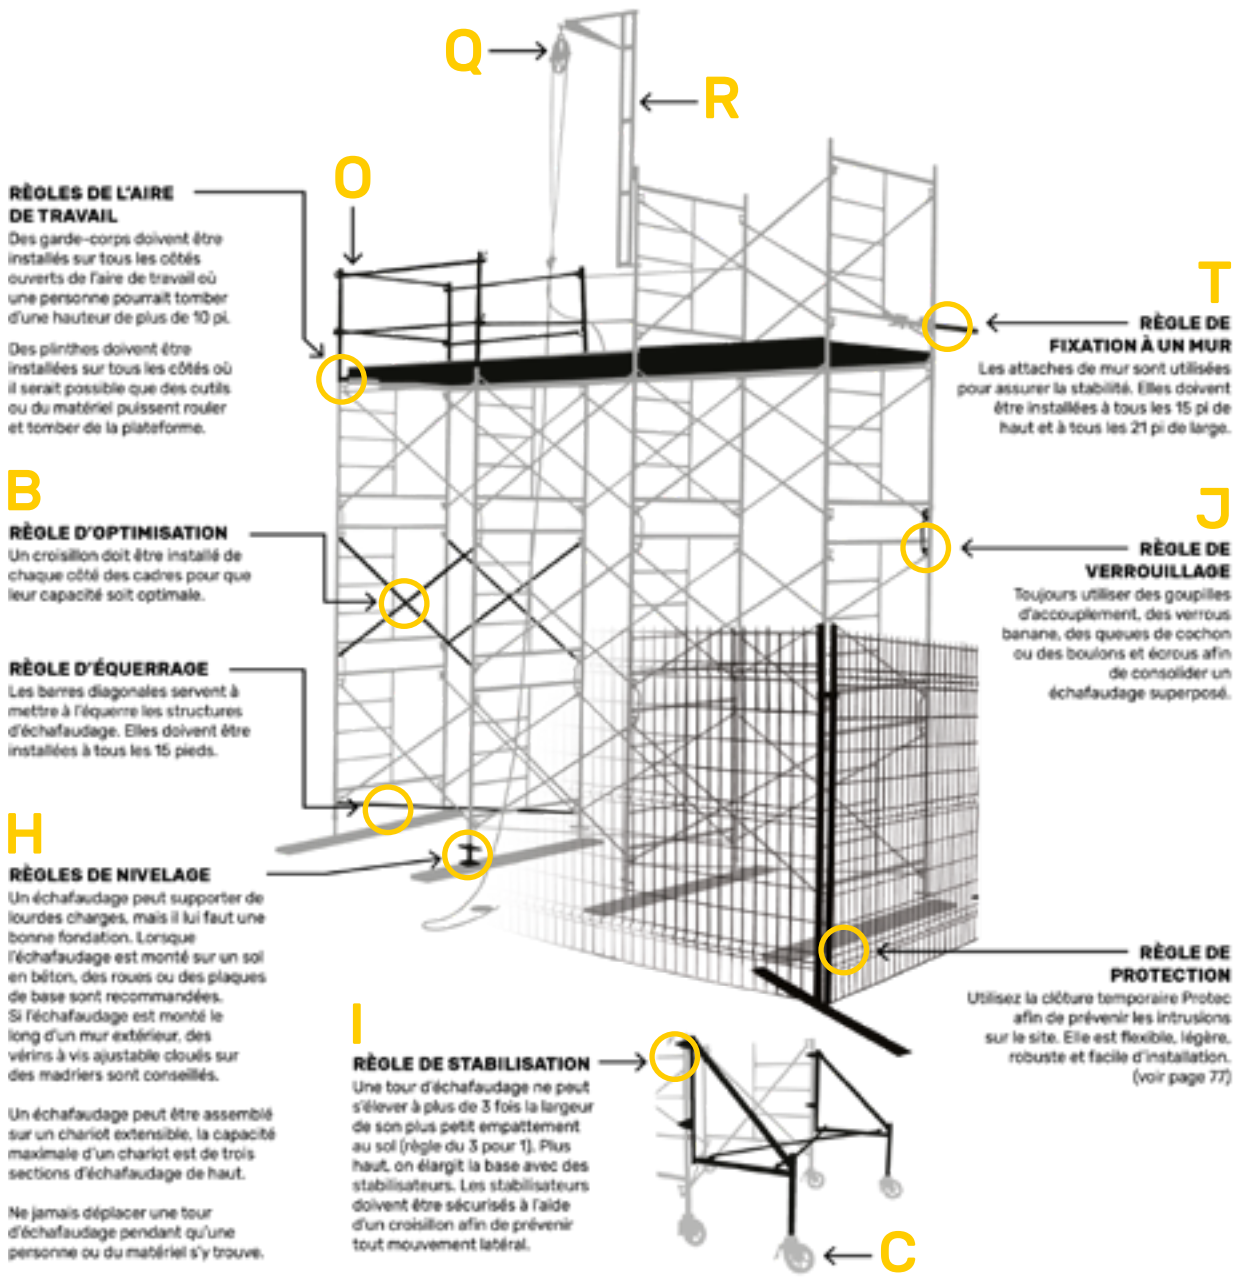 Q
R
O
RÈGLES DE L'AIRE
DE TRAVAIL
Des garde-corps doivent être
installés sur tous les côtés
ouverts de l'aire de travail où
une personne pourrait tomber
d'une hauteur de plus de 10 pi.
Des plinthes doivent être
installées sur tous les côtés où
il serait possible que des outils
ou du matériel puissent rouler
et tomber de la plateforme.
T
RÈGLE DE
FIXATION À UN MUR
Les attaches de mur sont utilisées
pour assurer la stabilité. Elles doivent
être installées à tous les 15 pi de
haut et à tous les 21 pi de large.
B
RÈGLE D'OPTIMISATION
Un croisillon doit être installé de
chaque côté des cadres pour que
leur capacité soit optimale.
J
RÈGLE DE
VERROUILLAGE
Toujours utiliser des goupilles
d'accouplement, des verrous
banane, des queues de cochon
ou des boulons et écrous afin
de consolider un
échafaudage superposé.
RÈGLE D'ÉQUERRAGE
Les barres diagonales servent à
mettre à l'équerre les structures
d'échafaudage. Elles doivent être
installées à tous les 15 pieds.
H
RÈGLES DE NIVELAGE
Un échafaudage peut supporter de
lourdes charges, mais il lui faut une
bonne fondation. Lorsque
l'échafaudage est monté sur un sol
en béton, des roues ou des plaques
de base sont recommandées.
Si l'échafaudage est monté le
long d'un mur extérieur, des
vérins à vis ajustable cloués sur
des madriers sont conseillés.
Un échafaudage peut être assemblé
sur un chariot extensible, la capacité
maximale d'un chariot est de trois
sections d'échafaudage de haut.
Ne jamais déplacer une tour
d'échafaudage pendant qu'une
personne ou du matériel s'y trouve.
RÈGLE DE
PROTECTION
Utilisez la clôture temporaire Protec
afin de prévenir les intrusions
sur le site. Elle est flexible, légère,
robuste et facile d'installation.
(voir page 77)
I
RÈGLE DE STABILISATION
Une tour d'échafaudage ne peut
s'élever à plus de 3 fois la largeur
de son plus petit empattement
au sol (règle du 3 pour 1). Plus
haut, on élargit la base avec des
stabilisateurs. Les stabilisateurs
doivent être sécurisés à l'aide
d'un croisillon afin de prévenir
tout mouvement latéral.
C